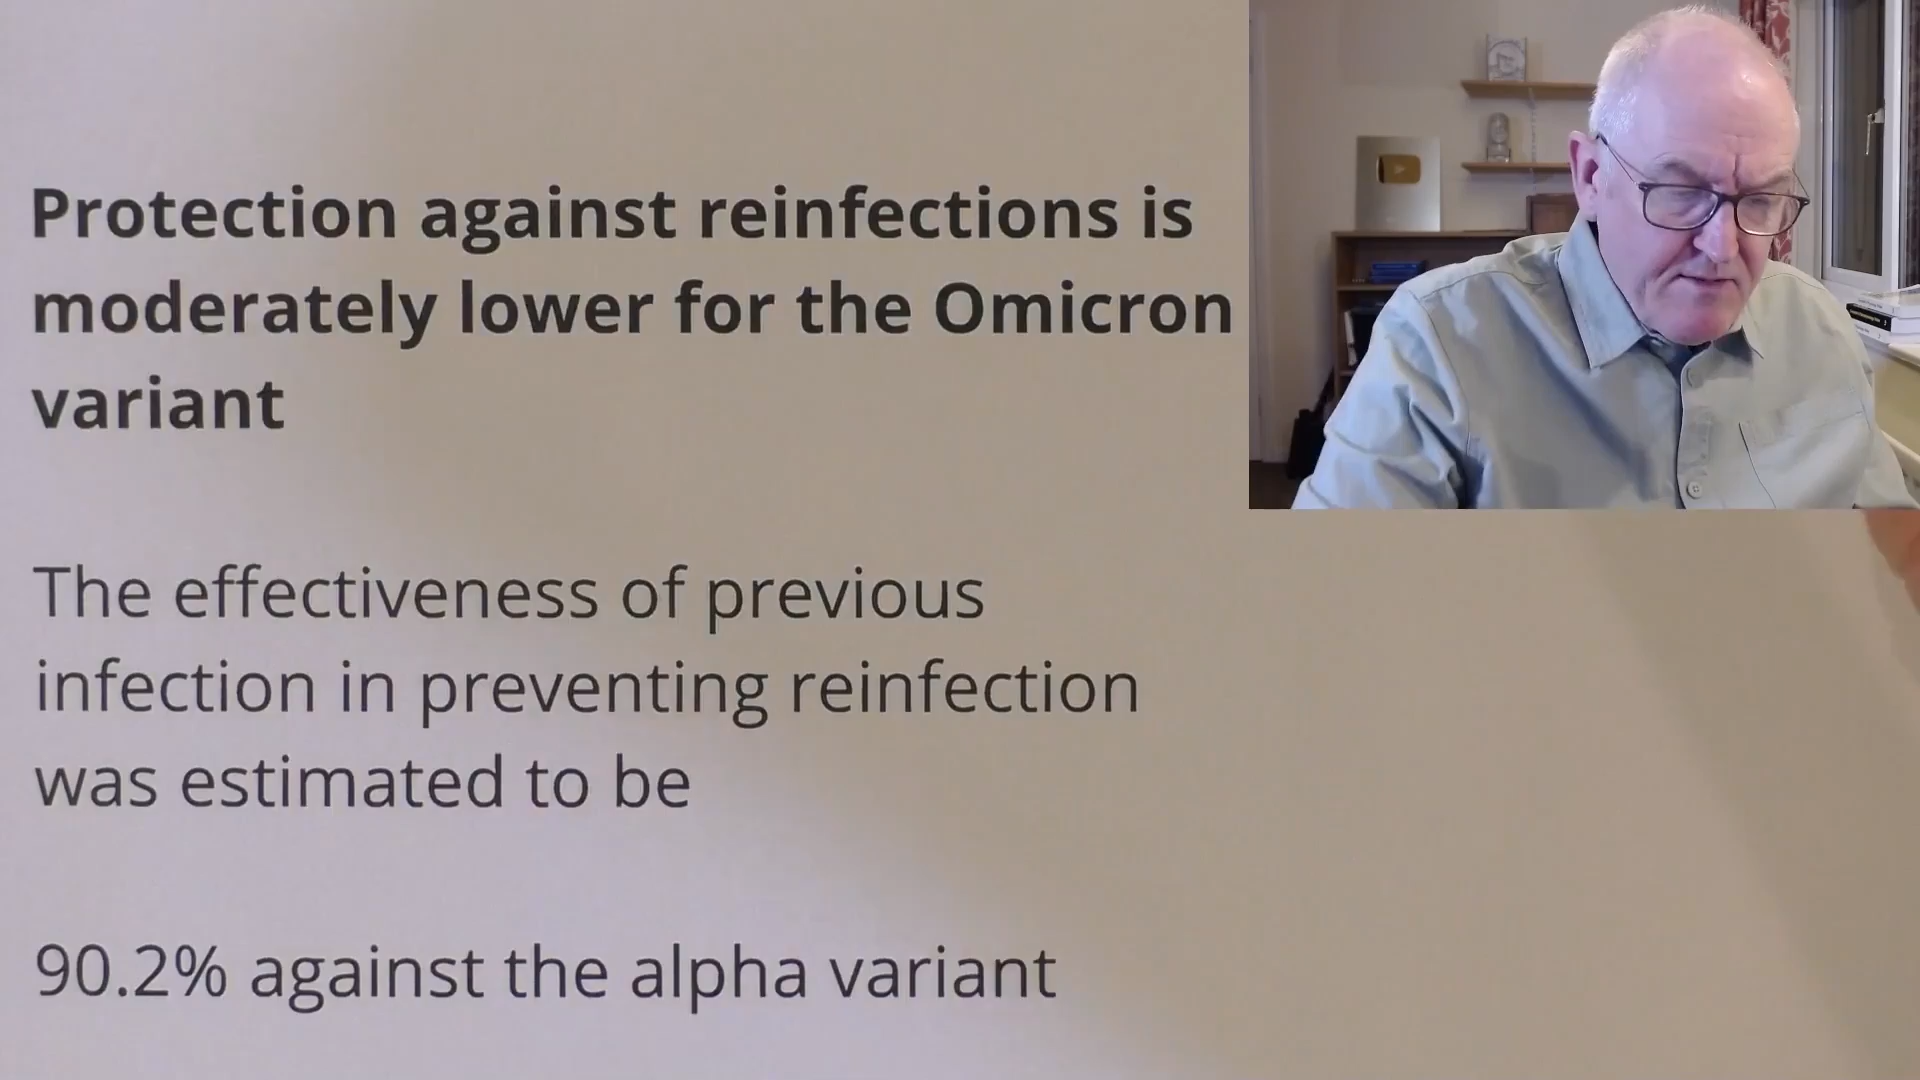 Protection against reinfections is
moderately lower for the Omicron
variant
The effectiveness of previous
infection in preventing reinfection
was estimated to be
90.2% against the alpha variant